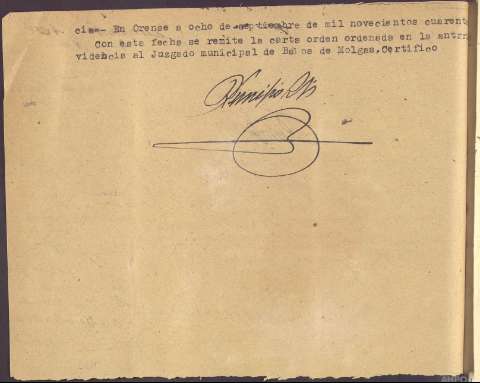 cia.- En Orense a ocho de septiembre de mil novecientos cuarent
Con esta fecha se remite la carta orden ordenada en la anter
videncia al Juzgado municipal de Baños de Molgas. Certifico